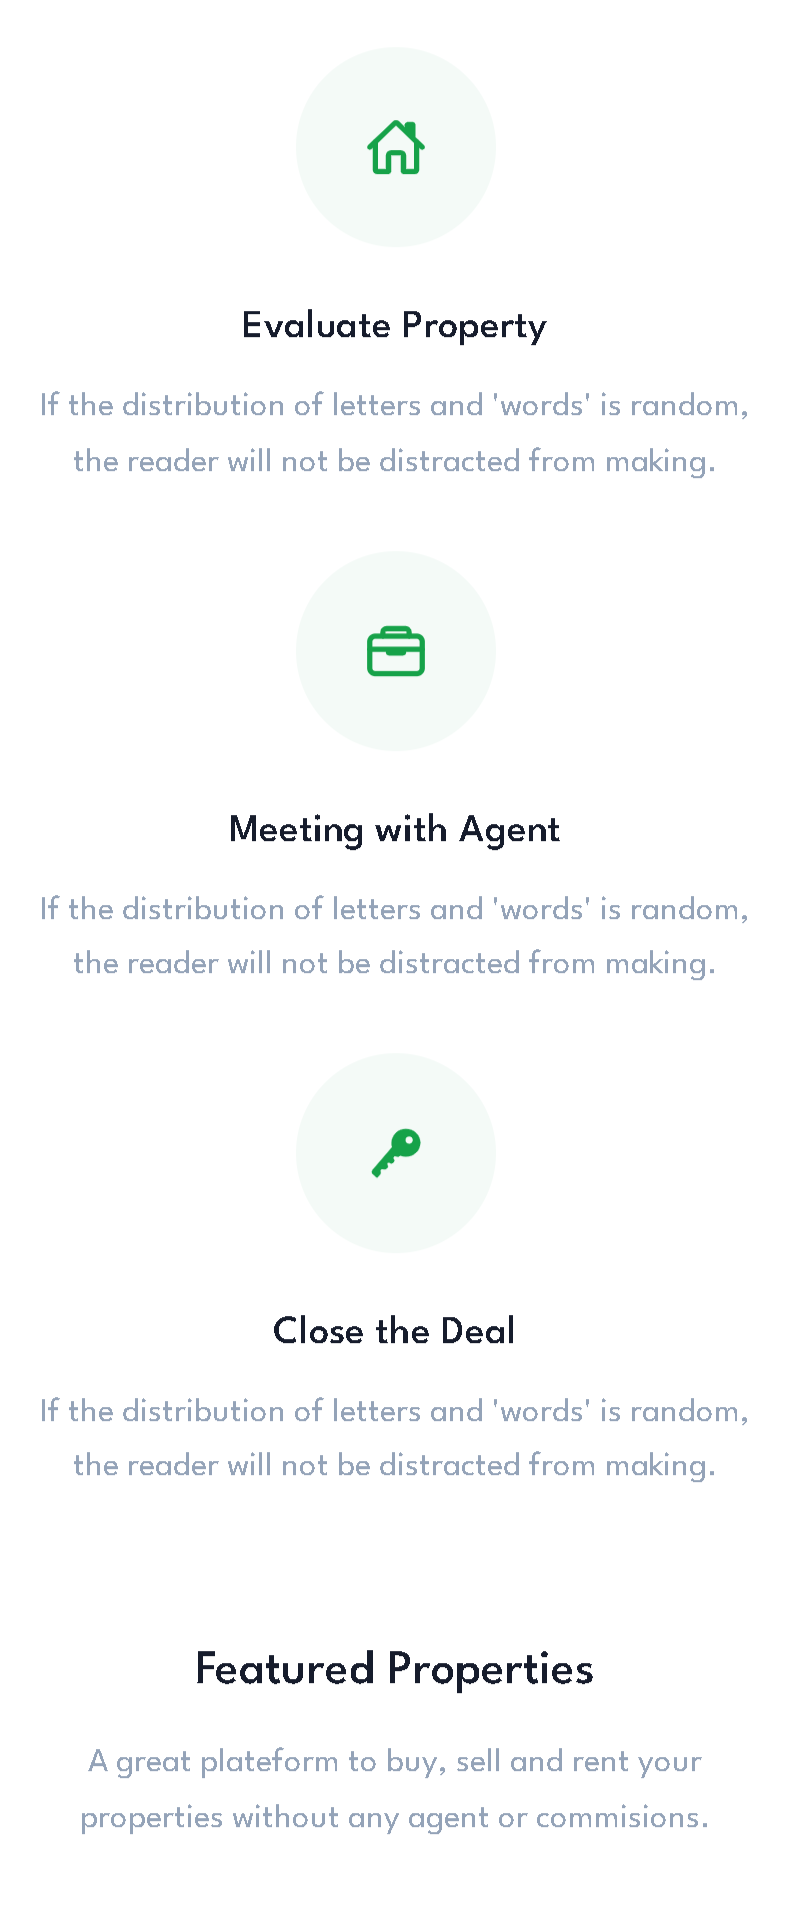 Evaluate Property
If the distribution of letters and 'words' is random,
the reader will not be distracted from making.
Meeting with Agent
If the distribution of letters and 'words' is random,
the reader will not be distracted from making.
Close the Deal
If the distribution of letters and 'words' is random,
the reader will not be distracted from making.
Featured Properties
A great plateform to buy, sell and rent your
properties without any agent or commisions.